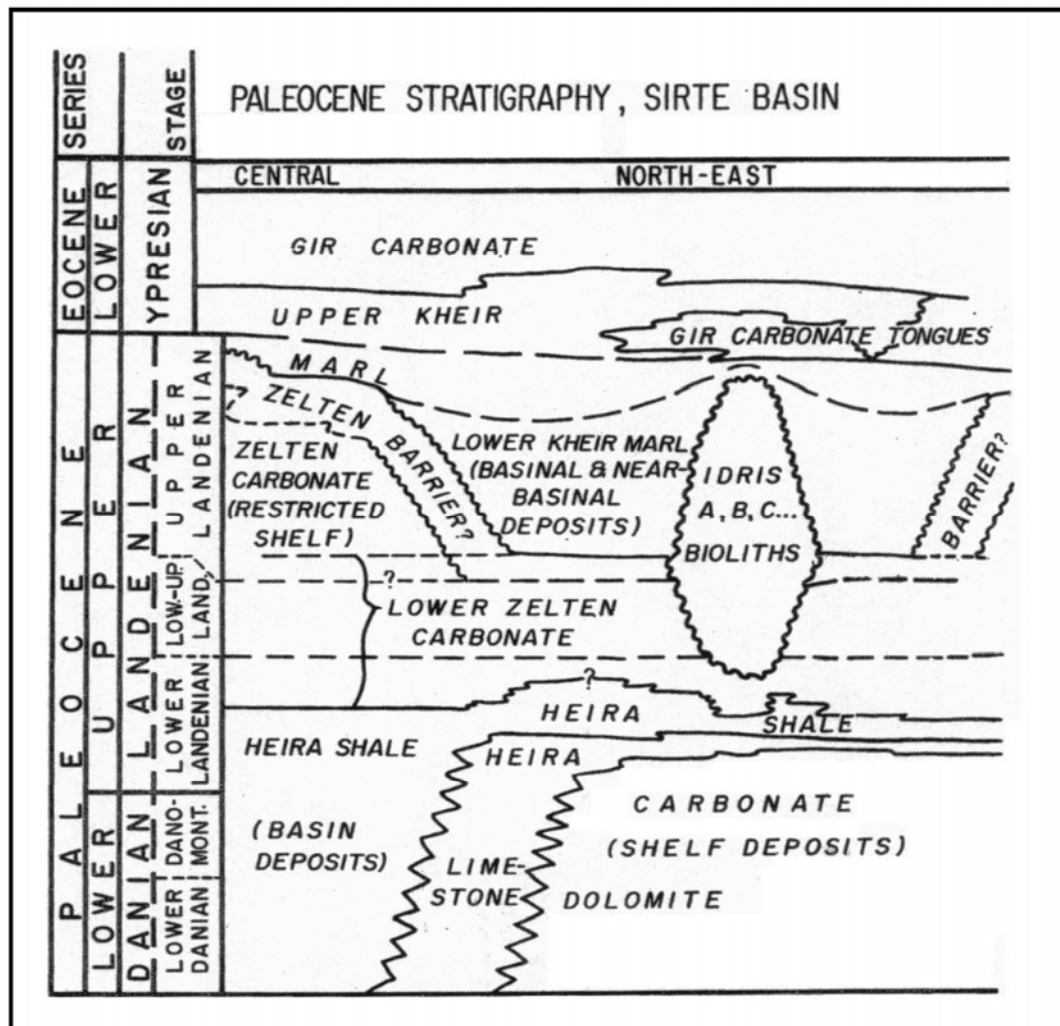 PALEOCENE STRATIGRAPHY, SIRTE BASIN
SERIES
STAGE
CENTRAL
NORTH-EAST
EOCENE
LOWER
YPRESIAN
GIR CARBONATE
UPPER KHEIR
GIR CARBONATE TONGUES
MARL
PALEOCENE
UPPER
LANDENIAN
UPPER
LANDENIAN
?
ZELTEN
BARRIER?
ZELTEN
CARBONATE
(RESTRICTED
SHELF)
LOWER KHEIR MARL
(BASINAL & NEAR-
BASINAL
DEPOSITS)
IDRIS
A, B, C...
BIOLITHS
BARRIER?
LOW.-UP.
LAND.
?
LOWER ZELTEN
CARBONATE
LOWER
LANDENIAN
?
HEIRA
SHALE
HEIRA SHALE
HEIRA
LOWER
DANIAN
DANO-
MONT.
LOWER
DANIAN
(BASIN
DEPOSITS)
LIME-
STONE
CARBONATE
(SHELF DEPOSITS)
DOLOMITE